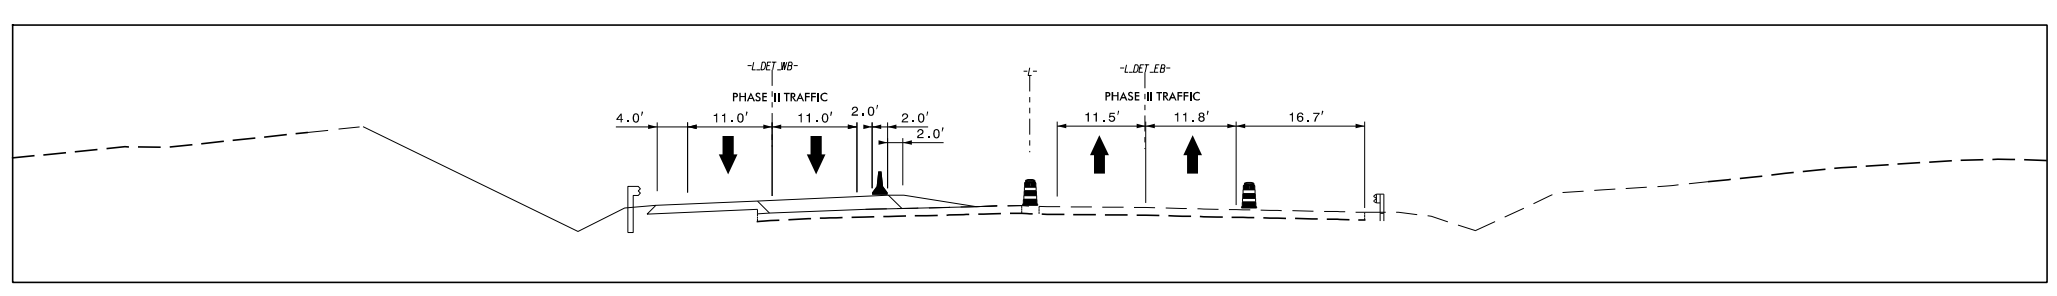 -L_DET_WB-
-L-
-L_DET_EB-
PHASE II TRAFFIC
PHASE II TRAFFIC
4.0'
11.0'
11.0'
2.0'
2.0'
2.0'
11.5'
11.8'
16.7'